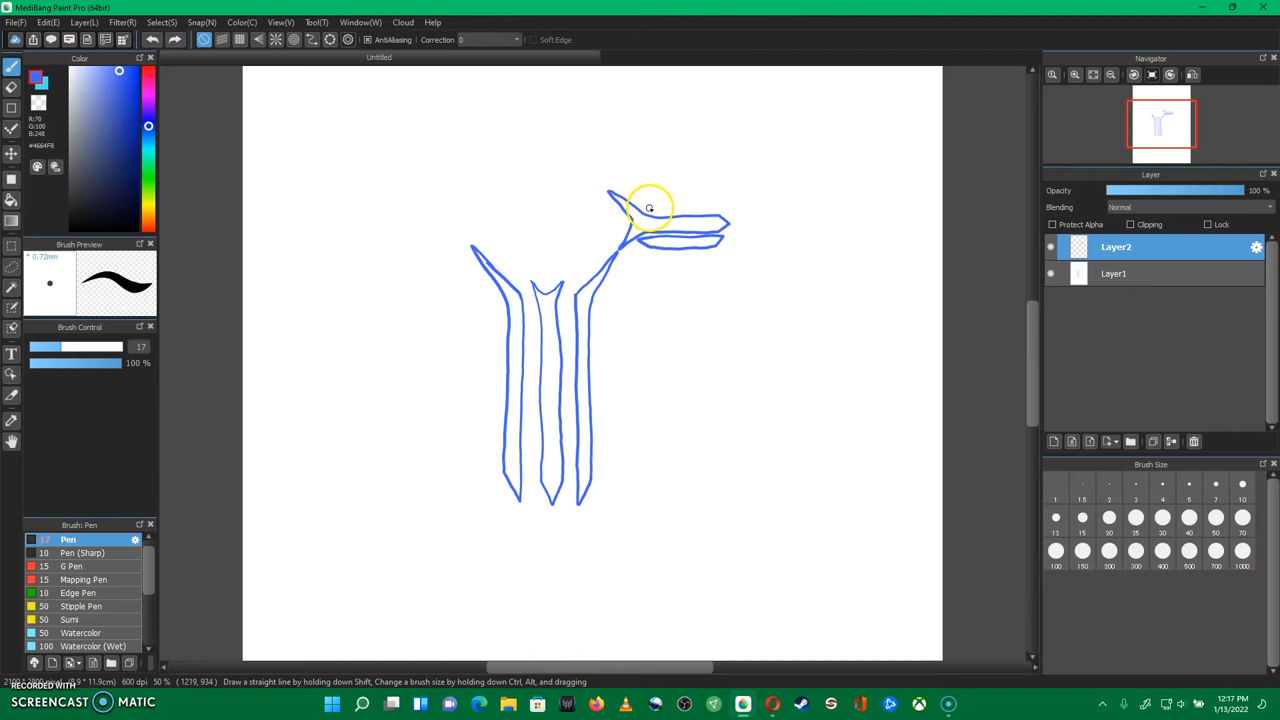 MediBang Paint Pro (64bit)
File(F) Edit(E) Layer(L) Filter(R) Select(S) Snap(N) Color(C) View(V) Tool(T) Window(W) Cloud Help
AntiAliasing Correction 0 Soft Edge
Color
R:70
G:100
B:248
#4664F8
Brush Preview
* 0.72mm
Brush Control
17
100 %
Brush: Pen
17 Pen
10 Pen (Sharp)
15 G Pen
15 Mapping Pen
10 Edge Pen
50 Stipple Pen
50 Sumi
50 Watercolor
100 Watercolor (Wet)
Untitled
Navigator
Layer
Opacity 100 %
Blending Normal
Protect Alpha Clipping Lock
Layer2
Layer1
Brush Size
1 1.5 2 3 4 5 7 10
12 15 20 25 30 40 50 70
100 150 200 300 400 500 700 1000
50 % (1219, 934) Draw a straight line by holding down Shift, Change a brush size by holding down Ctrl, Alt, and dragging
RECORDED WITH
SCREENCAST MATIC
12:17 PM
1/13/2022